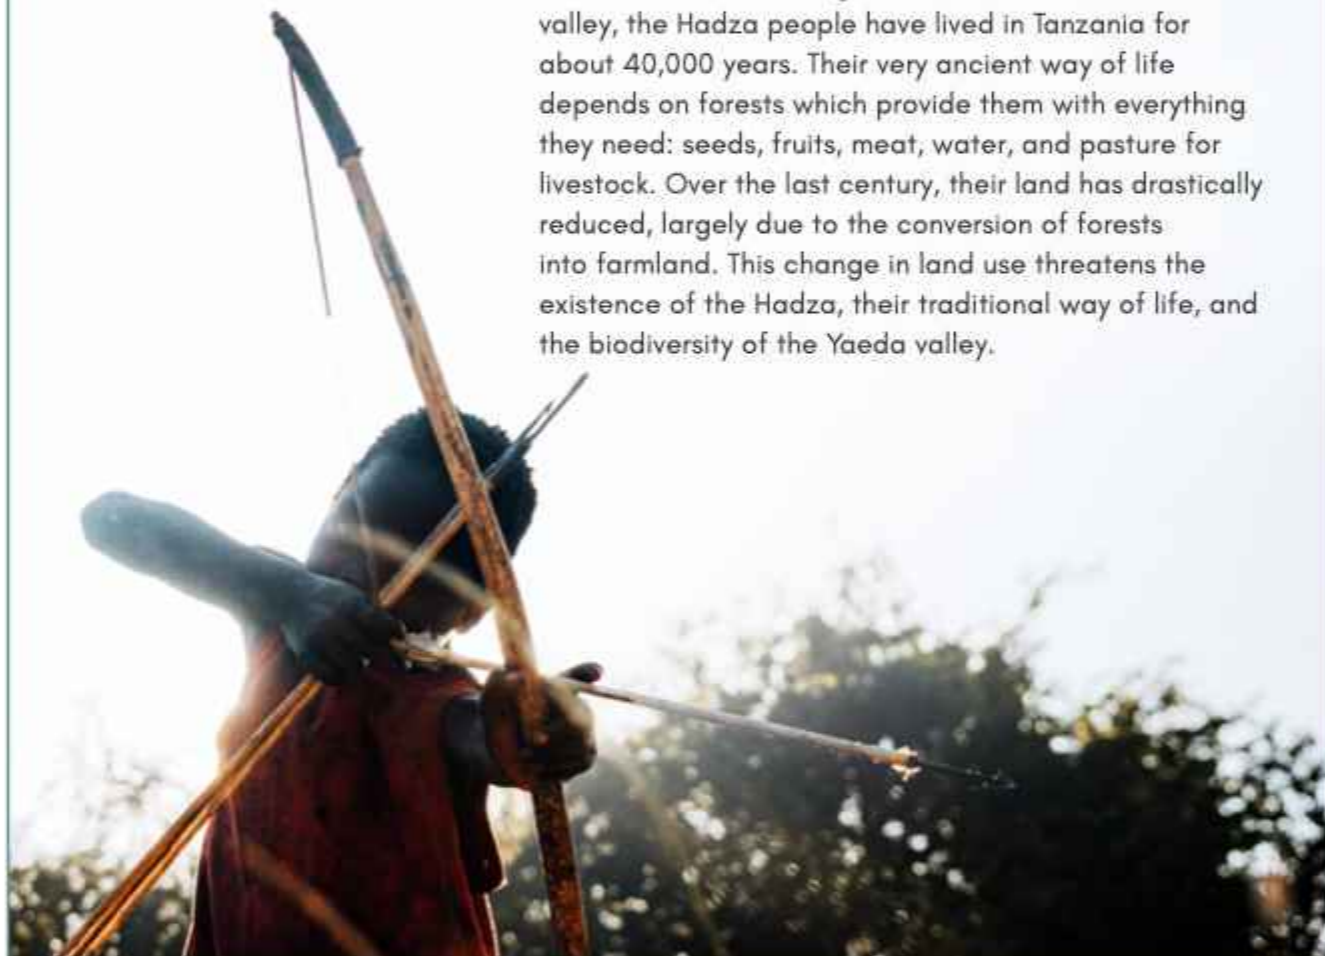 valley, the Hadza people have lived in Tanzania for
about 40,000 years. Their very ancient way of life
depends on forests which provide them with everything
they need: seeds, fruits, meat, water, and pasture for
livestock. Over the last century, their land has drastically
reduced, largely due to the conversion of forests
into farmland. This change in land use threatens the
existence of the Hadza, their traditional way of life, and
the biodiversity of the Yaeda valley.